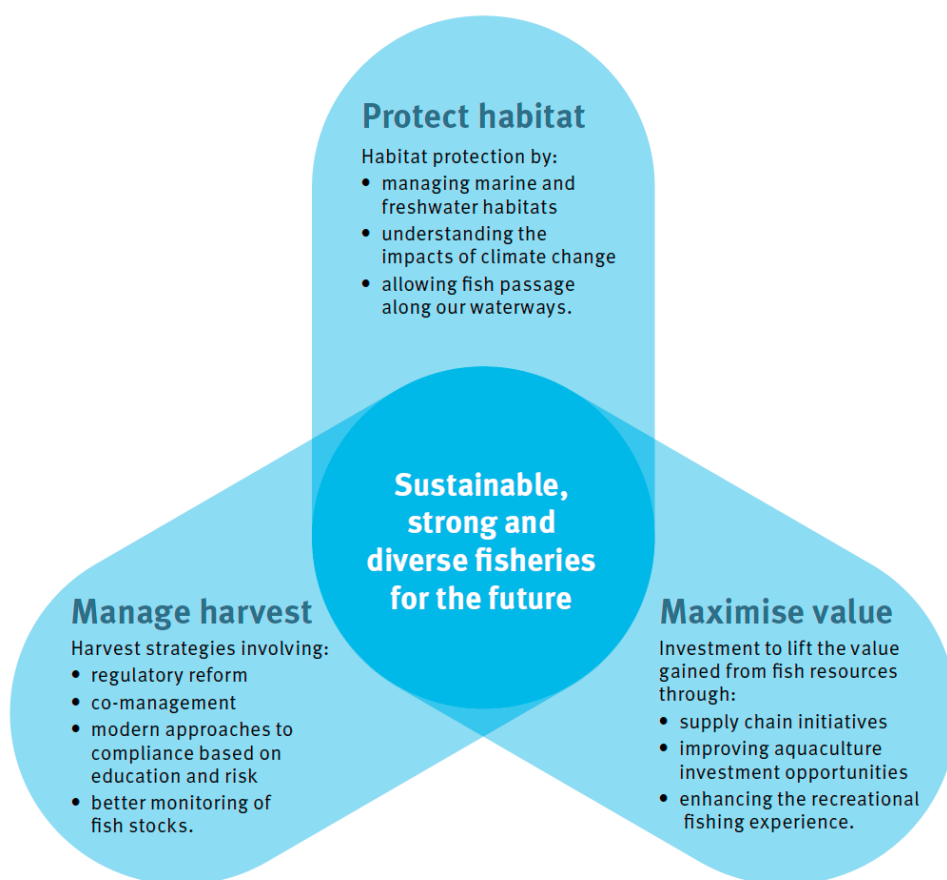 Protect habitat
Habitat protection by:
• managing marine and
freshwater habitats
• understanding the
impacts of climate change
• allowing fish passage
along our waterways.
Sustainable,
strong and
diverse fisheries
for the future
Manage harvest
Harvest strategies involving:
• regulatory reform
• co-management
• modern approaches to
compliance based on
education and risk
• better monitoring of
fish stocks.
Maximise value
Investment to lift the value
gained from fish resources
through:
• supply chain initiatives
• improving aquaculture
investment opportunities
• enhancing the recreational
fishing experience.